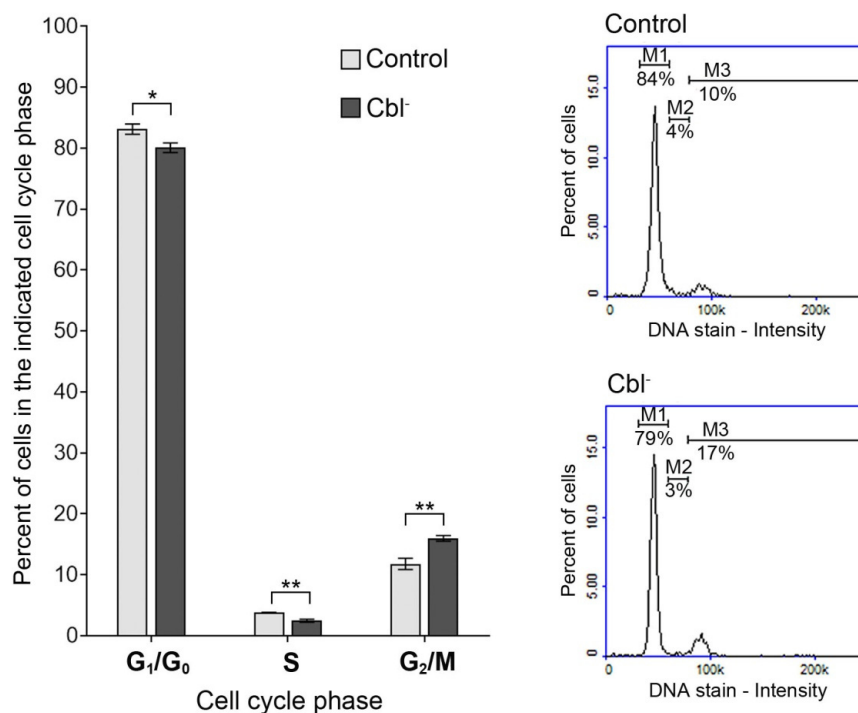 Percent of cells in the indicated cell cycle phase
100
90
80
70
60
50
40
30
20
10
0
Control
Cbl⁻
*
**
**
G₁/G₀
S
G₂/M
Cell cycle phase
Control
Percent of cells
15.0
10.0
5.00
0
M1
84%
M2
4%
M3
10%
0
100k
200k
DNA stain - Intensity
Cbl⁻
Percent of cells
15.0
10.0
5.00
0
M1
79%
M2
3%
M3
17%
0
100k
200k
DNA stain - Intensity